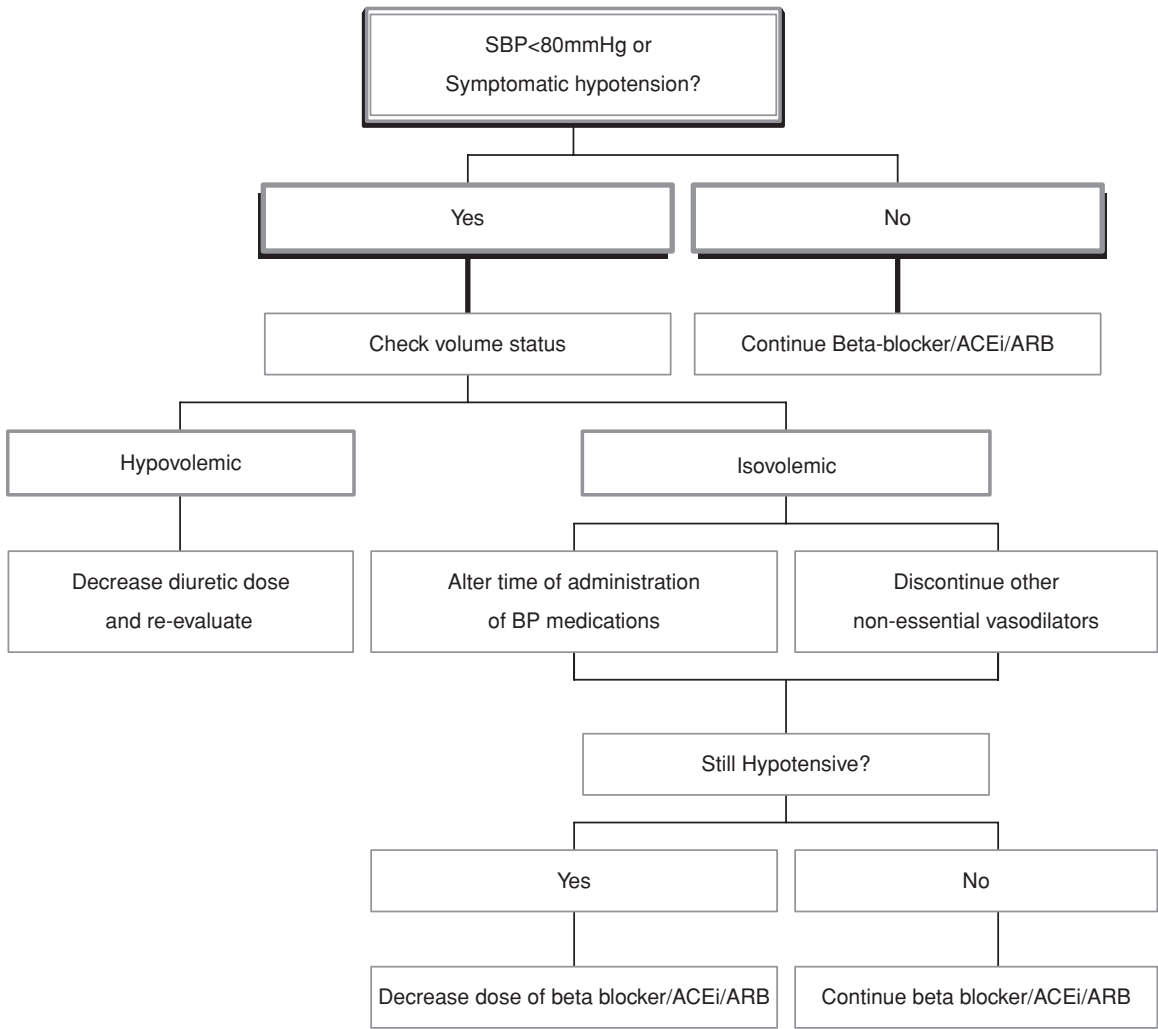 SBP<80mmHg or
Symptomatic hypotension?
Yes
No
Check volume status
Continue Beta-blocker/ACEi/ARB
Hypovolemic
Isovolemic
Decrease diuretic dose
and re-evaluate
Alter time of administration
of BP medications
Discontinue other
non-essential vasodilators
Still Hypotensive?
Yes
No
Decrease dose of beta blocker/ACEi/ARB
Continue beta blocker/ACEi/ARB